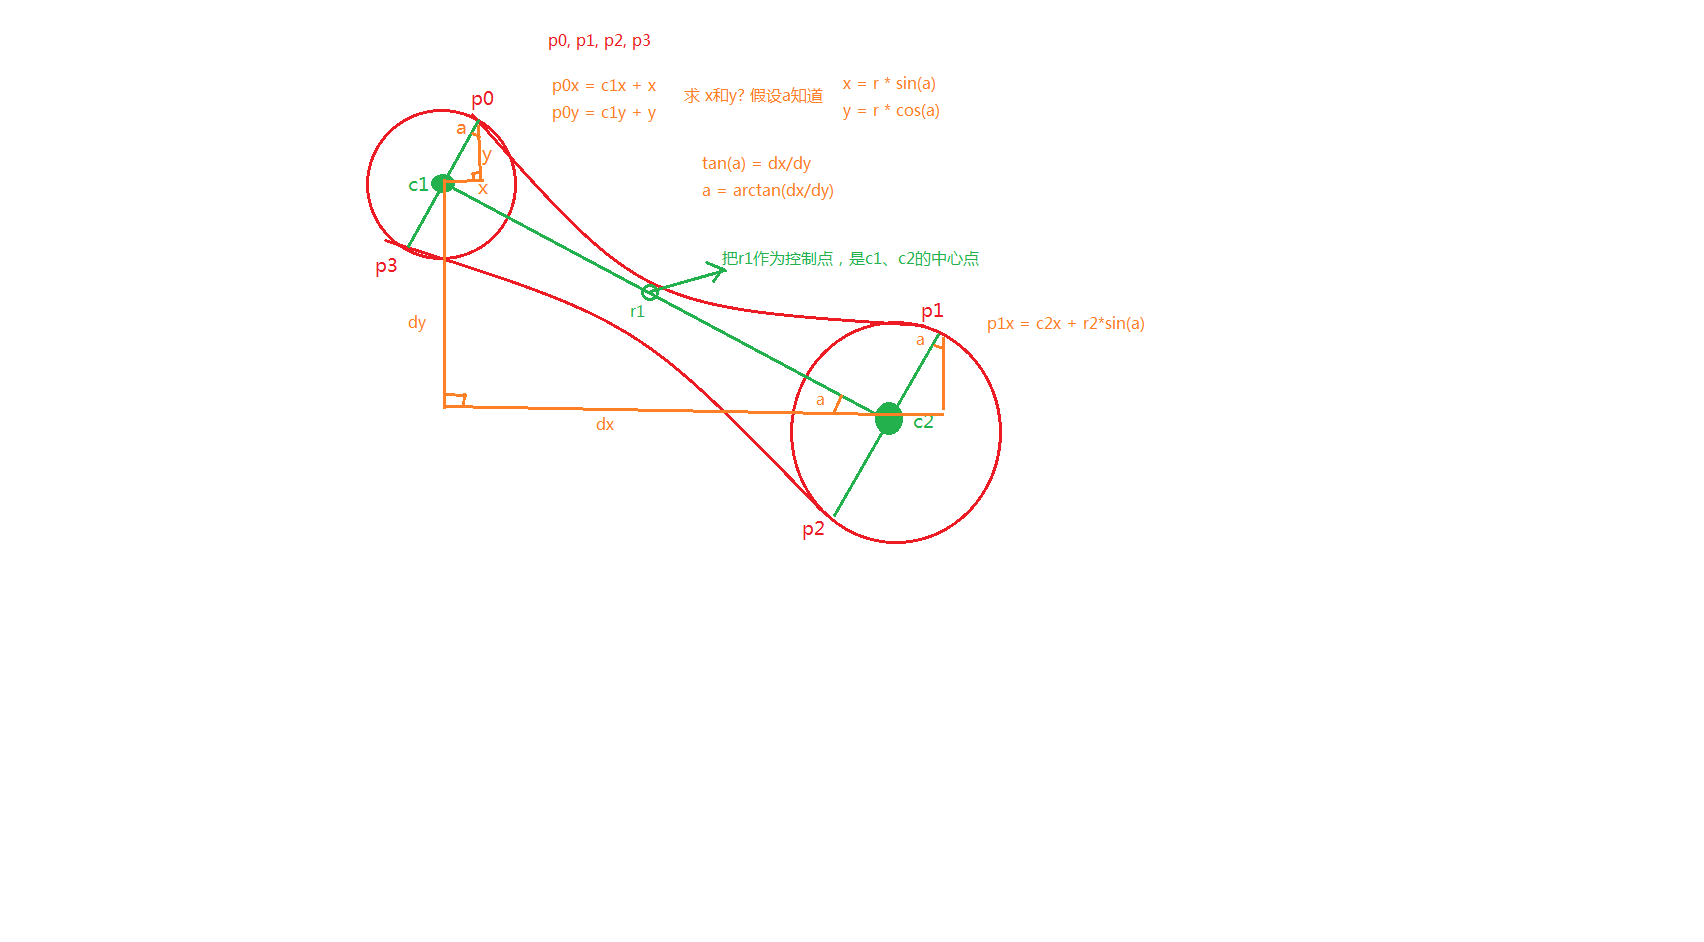 p0, p1, p2, p3
p0x = c1x + x
p0y = c1y + y
求 x和y? 假设a知道
x = r * sin(a)
y = r * cos(a)
tan(a) = dx/dy
a = arctan(dx/dy)
p0
a
y
c1
x
p3
把r1作为控制点，是c1、c2的中心点
r1
dy
p1
p1x = c2x + r2*sin(a)
a
a
c2
dx
p2